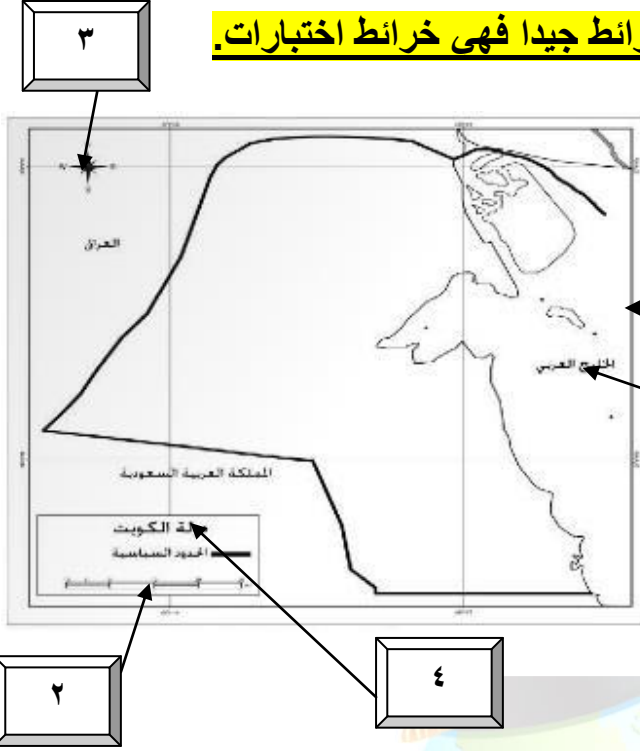 رائط جيدا فهى خرائط اختبارات.
٣
العراق
الخليج العربي
المملكة العربية السعودية
لة الكويت
الحدود السياسية
٢
٤